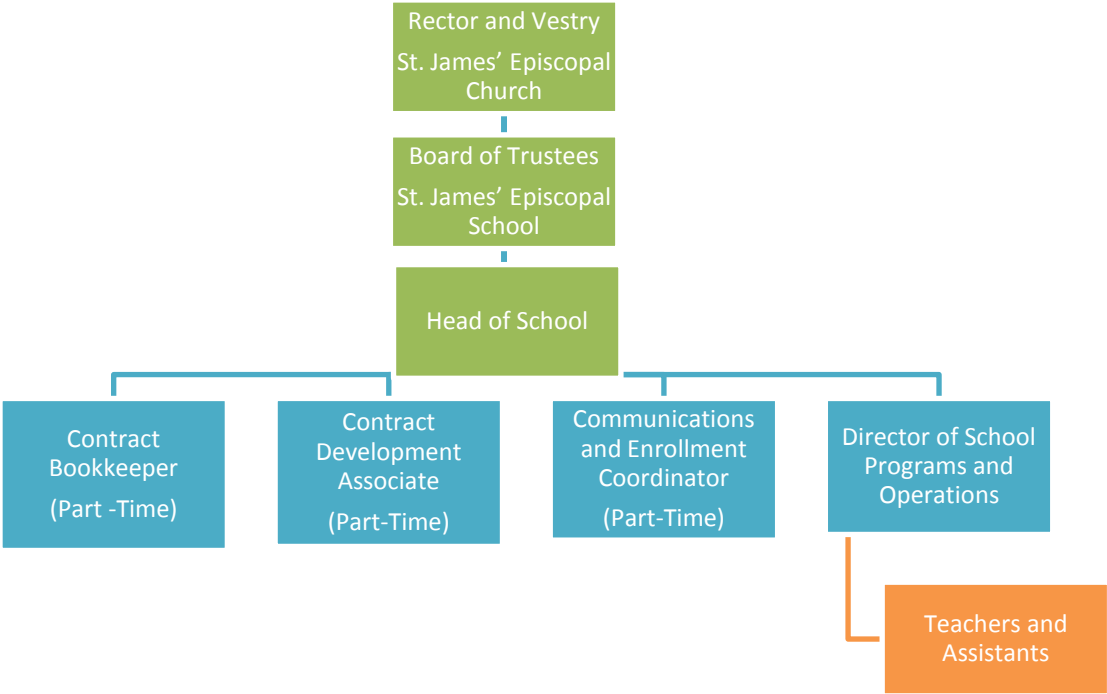 Rector and Vestry
St. James’ Episcopal
Church
Board of Trustees
St. James’ Episcopal
School
Head of School
Contract
Bookkeeper
(Part -Time)
Contract
Development
Associate
(Part-Time)
Communications
and Enrollment
Coordinator
(Part-Time)
Director of School
Programs and
Operations
Teachers and
Assistants